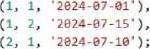 (1, 1, '2024-07-01'),
(1, 2, '2024-07-15'),
(2, 1, '2024-07-10');